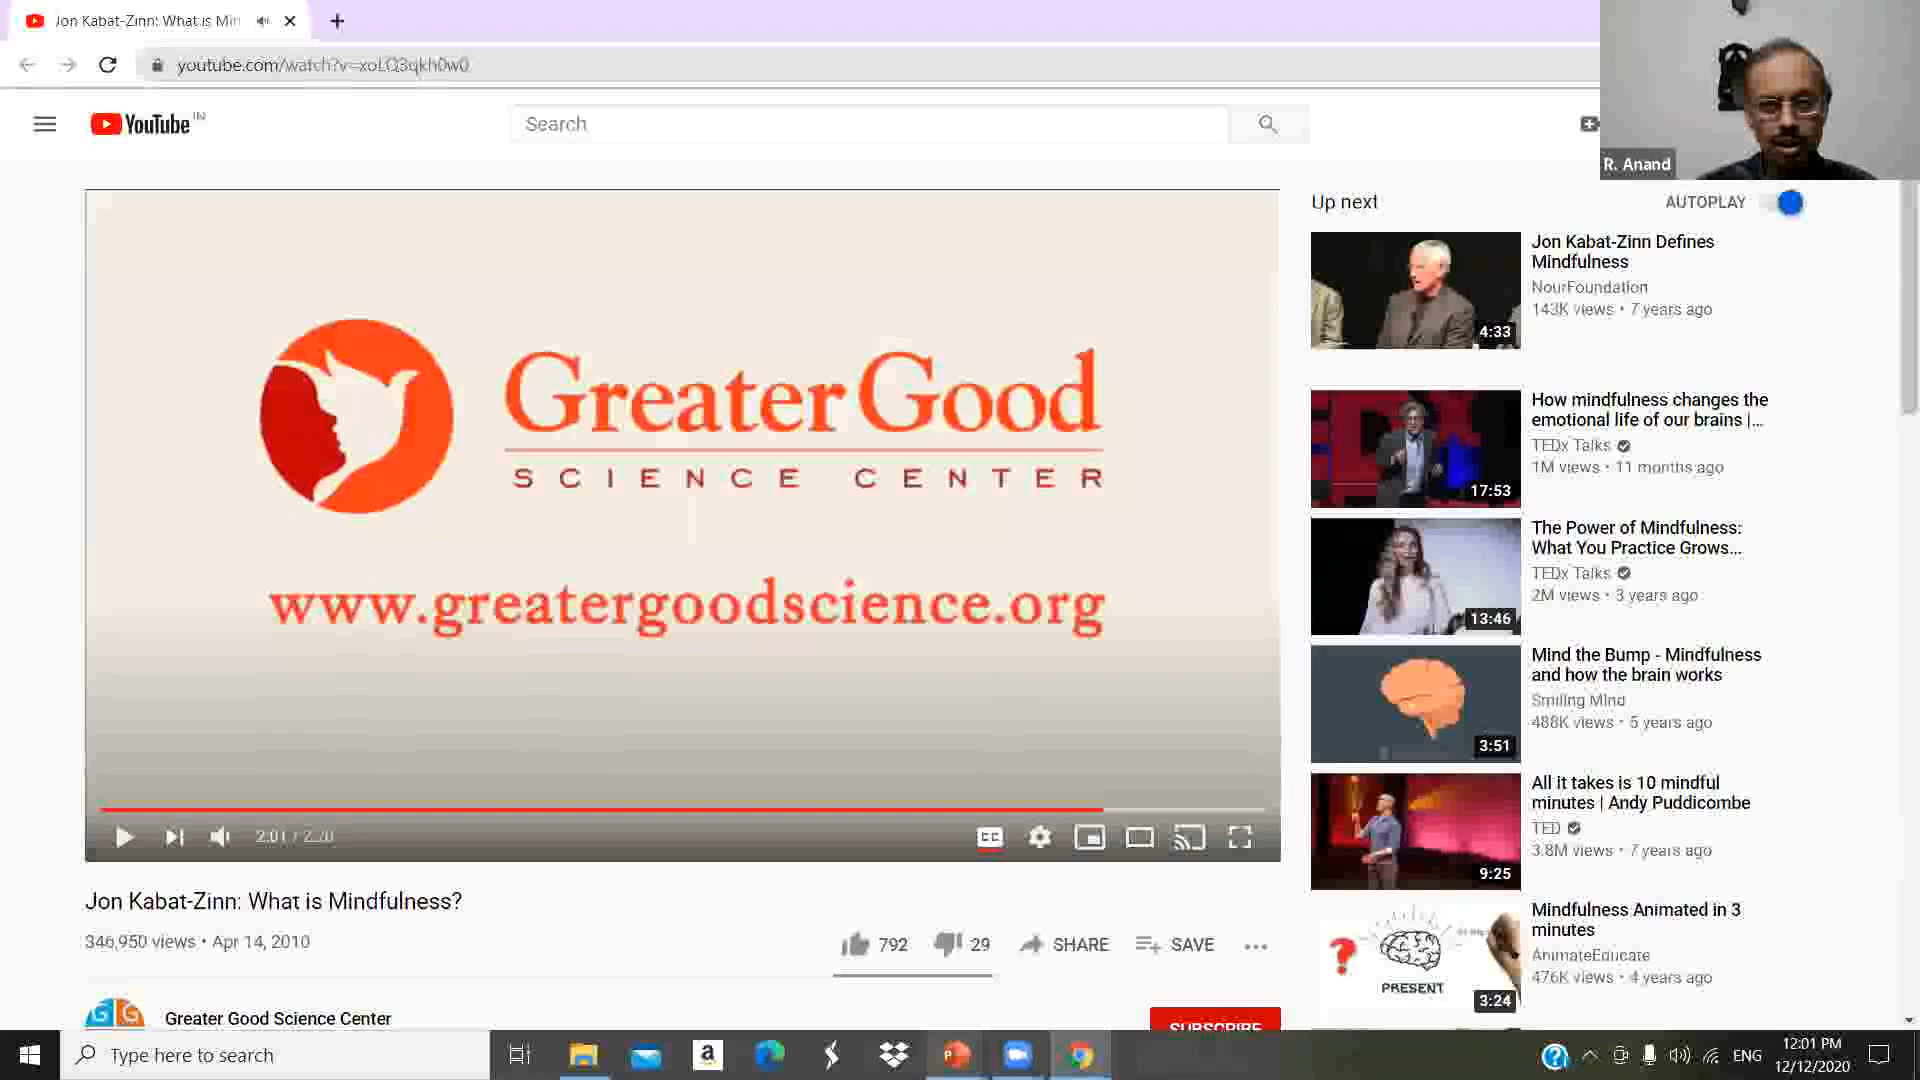 Jon Kabat-Zinn: What is Min
youtube.com/watch?v=xoLQ3qkh0w0
YouTube IN
Search
R. Anand
Greater Good
SCIENCE CENTER
www.greatergoodscience.org
2:01 / 2:20
CC
Jon Kabat-Zinn: What is Mindfulness?
346,950 views • Apr 14, 2010
792
29
SHARE
SAVE
Greater Good Science Center
SUBSCRIBE
Up next
AUTOPLAY
Jon Kabat-Zinn Defines
Mindfulness
NourFoundation
143K views • 7 years ago
4:33
How mindfulness changes the
emotional life of our brains |...
TEDx Talks
1M views • 11 months ago
17:53
The Power of Mindfulness:
What You Practice Grows...
TEDx Talks
2M views • 3 years ago
13:46
Mind the Bump - Mindfulness
and how the brain works
Smiling Mind
488K views • 5 years ago
3:51
All it takes is 10 mindful
minutes | Andy Puddicombe
TED
3.8M views • 7 years ago
9:25
Mindfulness Animated in 3
minutes
AnimateEducate
476K views • 4 years ago
PRESENT
3:24
Type here to search
ENG
12:01 PM
12/12/2020